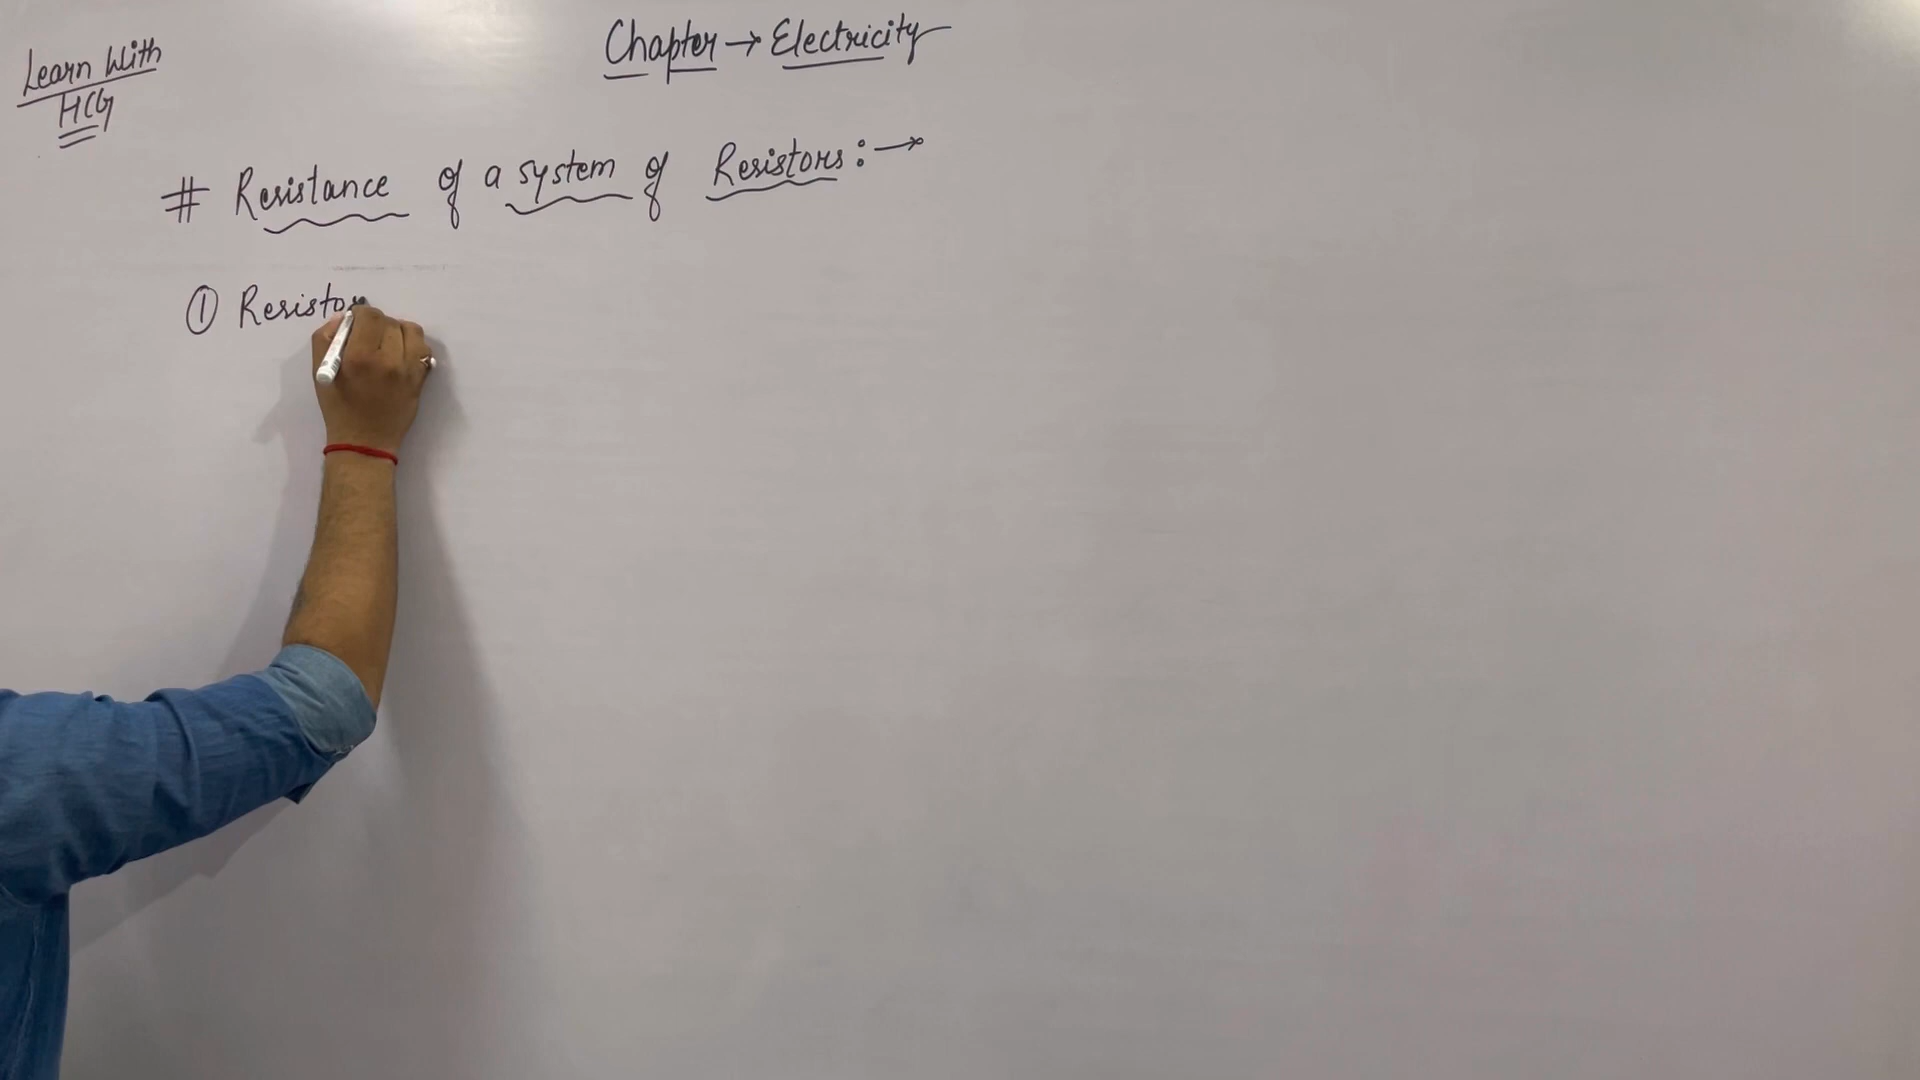 Learn With
HCG
Chapter → Electricity
# Resistance of a system of Resistors :→
① Resistor